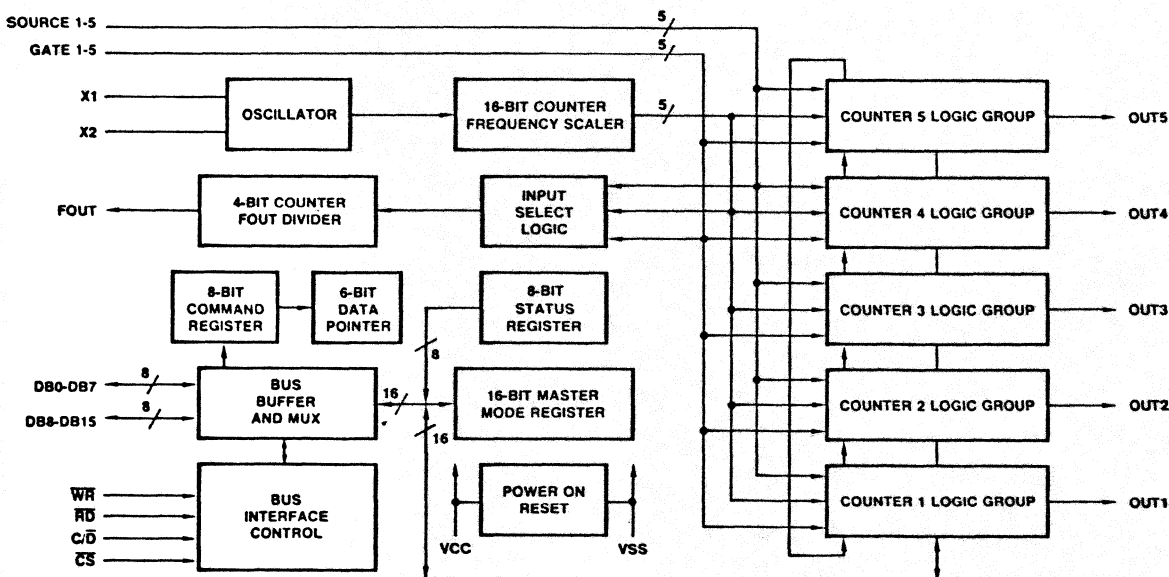 SOURCE 1-5
5
GATE 1-5
5
X1
X2
OSCILLATOR
16-BIT COUNTER
FREQUENCY SCALER
5
COUNTER 5 LOGIC GROUP
OUT5
FOUT
4-BIT COUNTER
FOUT DIVIDER
INPUT
SELECT
LOGIC
COUNTER 4 LOGIC GROUP
OUT4
8-BIT
COMMAND
REGISTER
6-BIT
DATA
POINTER
8-BIT
STATUS
REGISTER
COUNTER 3 LOGIC GROUP
OUT3
8
DB0-DB7
8
DB8-DB15
8
BUS
BUFFER
AND MUX
16
16
16-BIT MASTER
MODE REGISTER
COUNTER 2 LOGIC GROUP
OUT2
W̅R̅
R̅D̅
C/D̅
C̅S̅
BUS
INTERFACE
CONTROL
POWER ON
RESET
VCC
VSS
COUNTER 1 LOGIC GROUP
OUT1